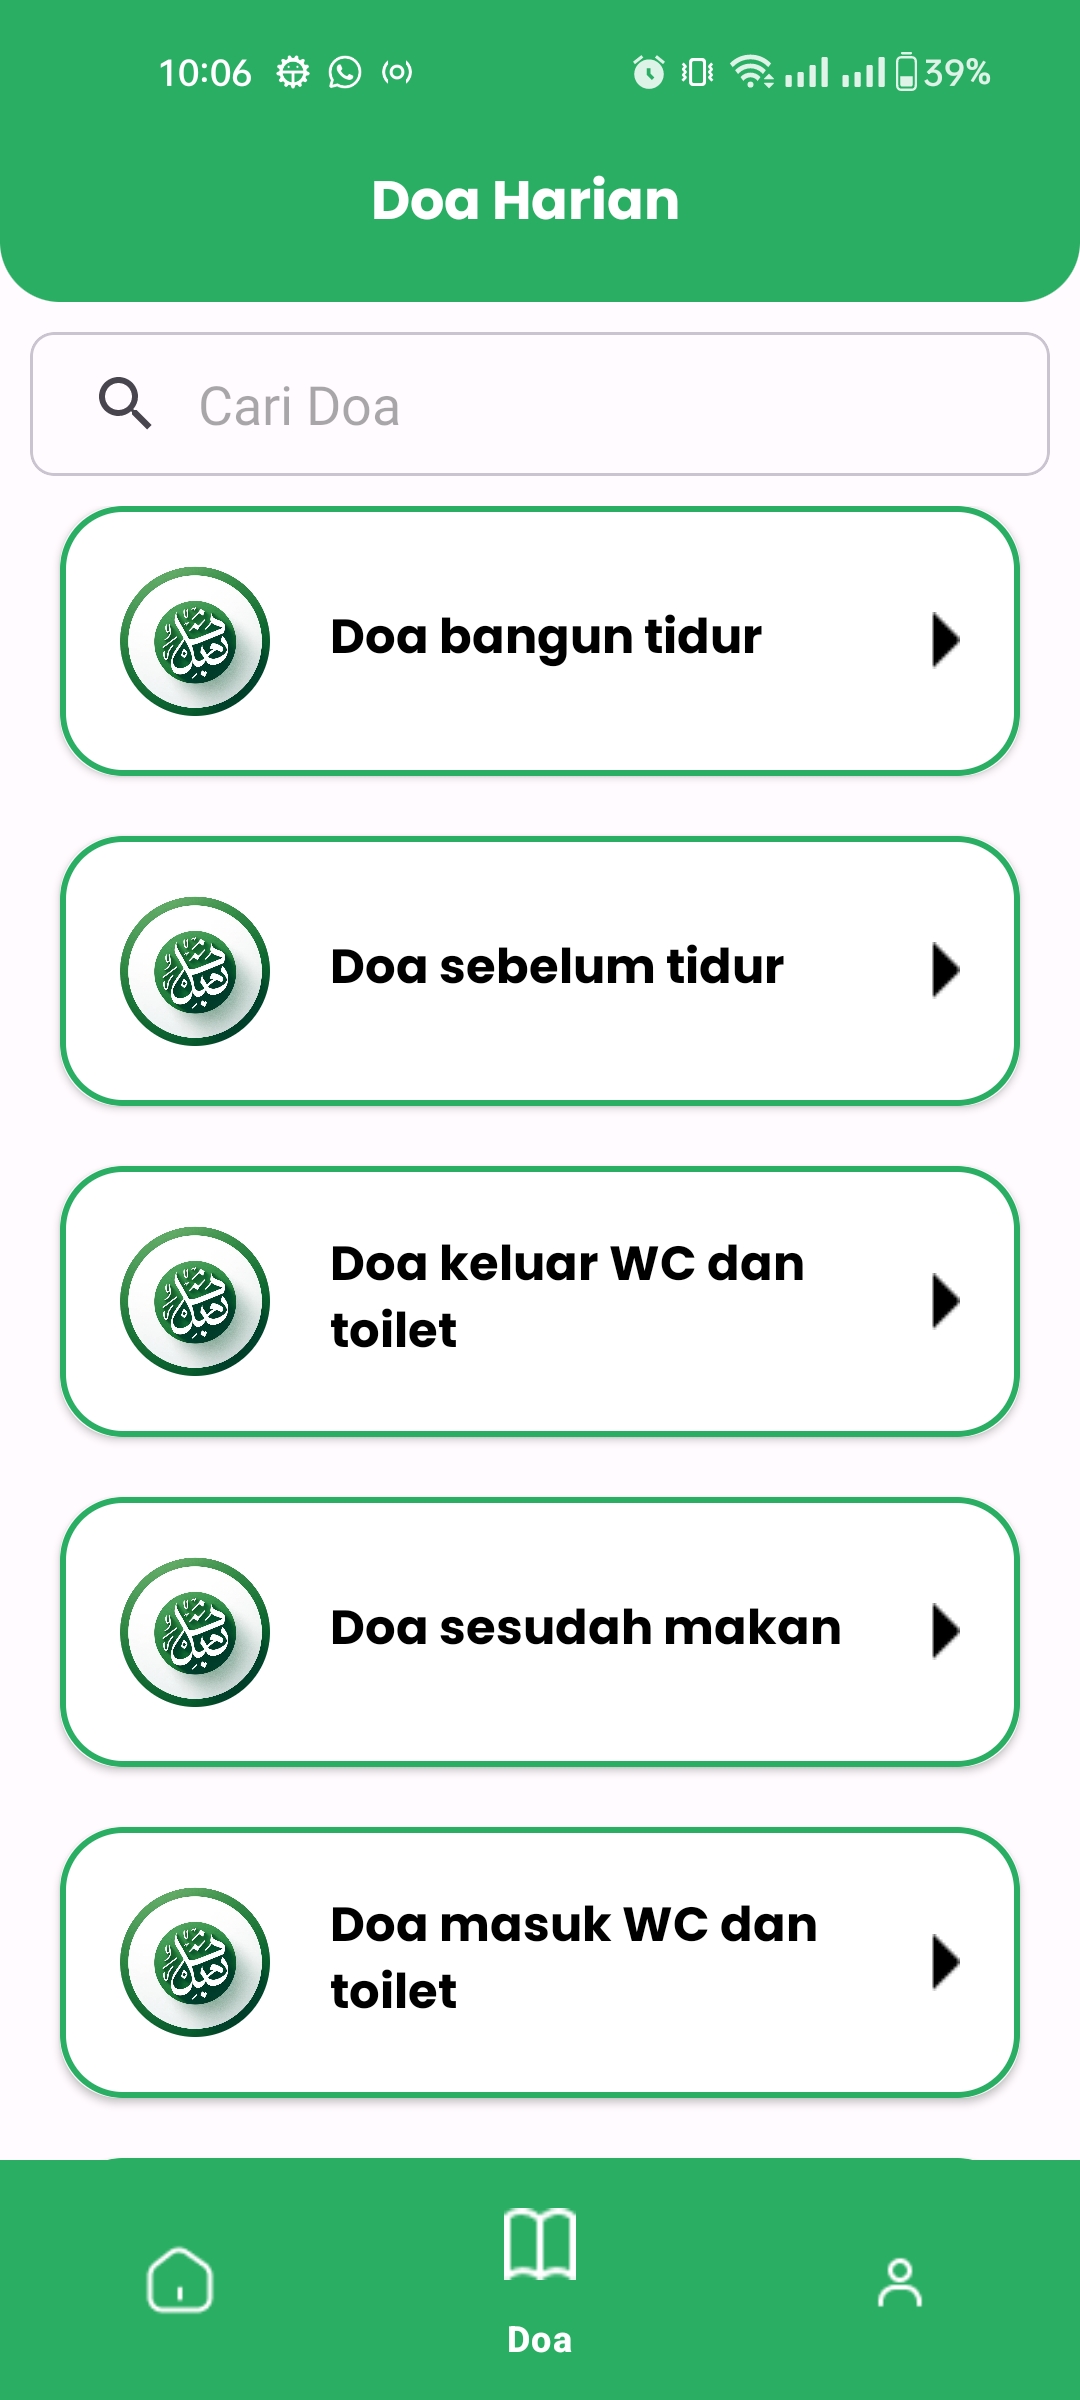 10:06
39%
Doa Harian
Cari Doa
Doa bangun tidur
Doa sebelum tidur
Doa keluar WC dan
toilet
Doa sesudah makan
Doa masuk WC dan
toilet
Doa